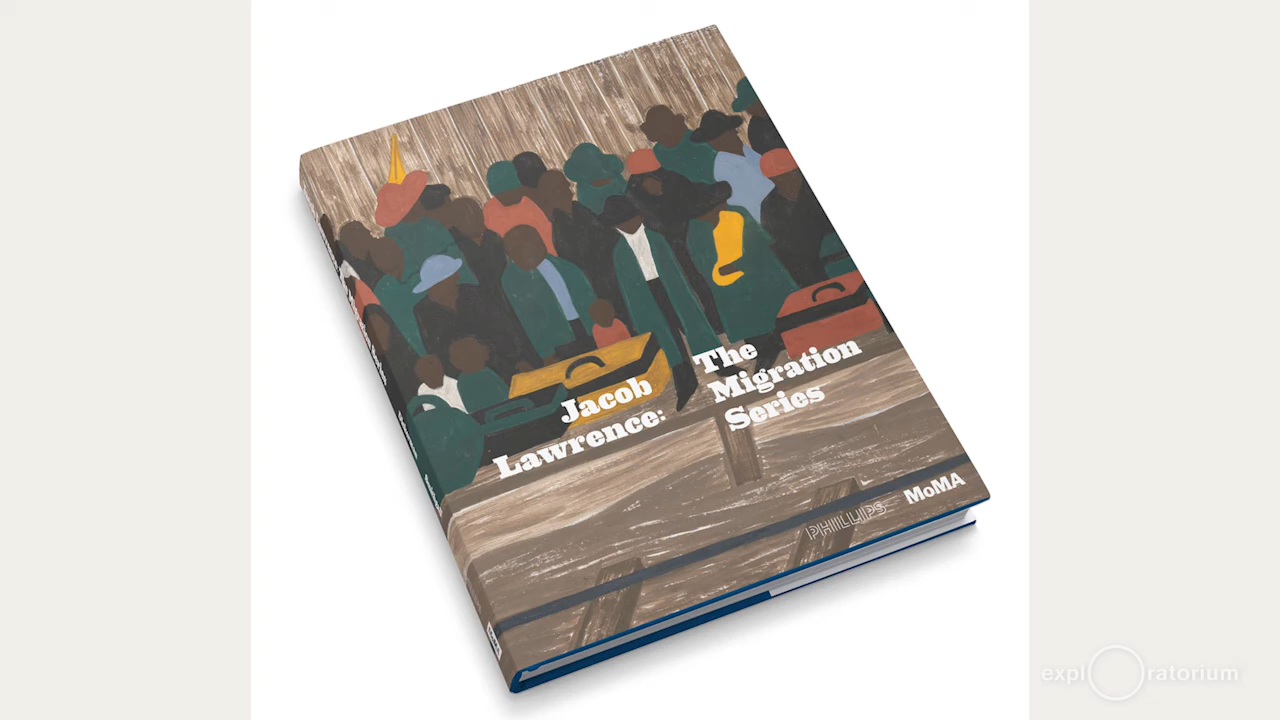 Jacob
Lawrence:
The
Migration
Series
PHILLIPS
MoMA
exploratorium